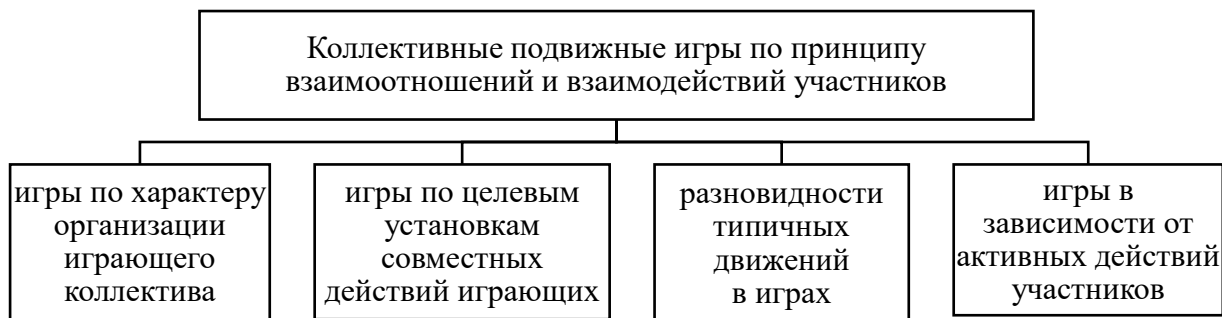 Коллективные подвижные игры по принципу
взаимоотношений и взаимодействий участников
игры по характеру
организации
играющего
коллектива
игры по целевым
установкам
совместных
действий играющих
разновидности
типичных
движений
в играх
игры в
зависимости от
активных действий
участников